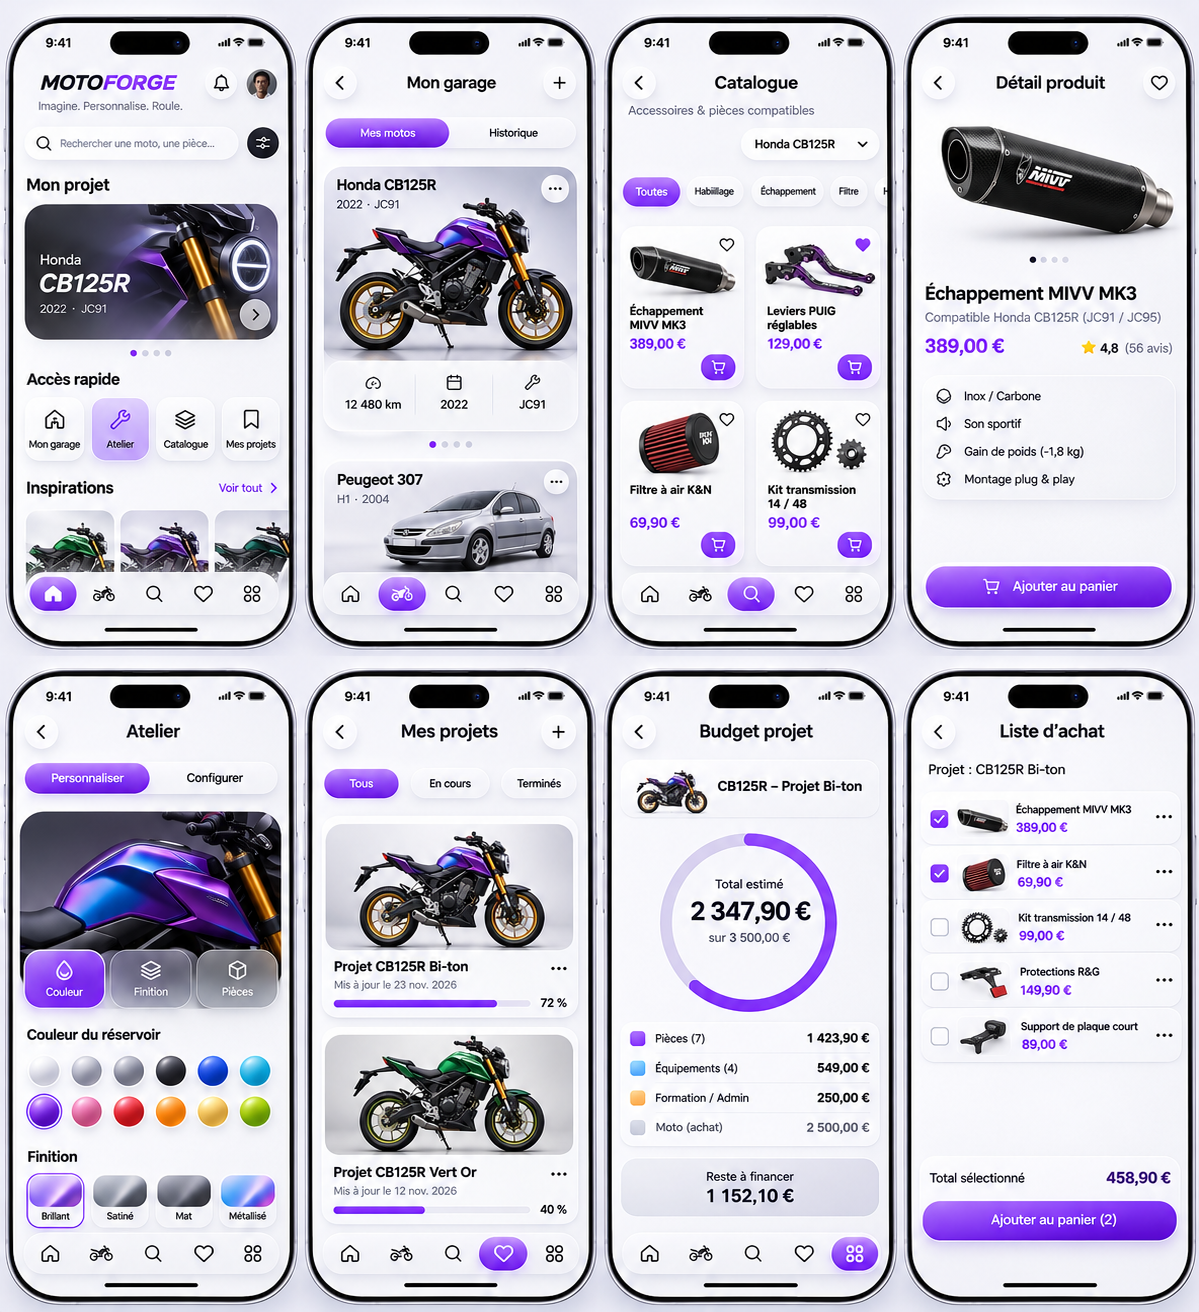 9:41
MOTOFORGE
Imagine. Personnalise. Roule.
Rechercher une moto, une pièce...
Mon projet
Honda
CB125R
2022 · JC91
Accès rapide
Mon garage
Atelier
Catalogue
Mes projets
Inspirations
Voir tout
9:41
Mon garage
Mes motos
Historique
Honda CB125R
2022 · JC91
12 480 km
2022
JC91
Peugeot 307
H1 · 2004
9:41
Catalogue
Accessoires & pièces compatibles
Honda CB125R
Toutes
Habiillage
Échappement
Filtre
MIVV
Échappement
MIVV MK3
389,00 €
Leviers PUIG
réglables
129,00 €
Filtre à air K&N
69,90 €
Kit transmission
14 / 48
99,00 €
9:41
Détail produit
MIVV
Échappement MIVV MK3
Compatible Honda CB125R (JC91 / JC95)
389,00 €
4,8 (56 avis)
Inox / Carbone
Son sportif
Gain de poids (-1,8 kg)
Montage plug & play
Ajouter au panier
9:41
Atelier
Personnaliser
Configurer
Couleur
Finition
Pièces
Couleur du réservoir
Finition
Brillant
Satiné
Mat
Métallisé
9:41
Mes projets
Tous
En cours
Terminés
Projet CB125R Bi-ton
Mis à jour le 23 nov. 2026
72 %
Projet CB125R Vert Or
Mis à jour le 12 nov. 2026
40 %
9:41
Budget projet
CB125R – Projet Bi-ton
Total estimé
2 347,90 €
sur 3 500,00 €
Pièces (7)
1 423,90 €
Équipements (4)
549,00 €
Formation / Admin
250,00 €
Moto (achat)
2 500,00 €
Reste à financer
1 152,10 €
9:41
Liste d'achat
Projet : CB125R Bi-ton
Échappement MIVV MK3
389,00 €
Filtre à air K&N
69,90 €
Kit transmission 14 / 48
99,00 €
Protections R&G
149,90 €
Support de plaque court
89,00 €
Total sélectionné
458,90 €
Ajouter au panier (2)